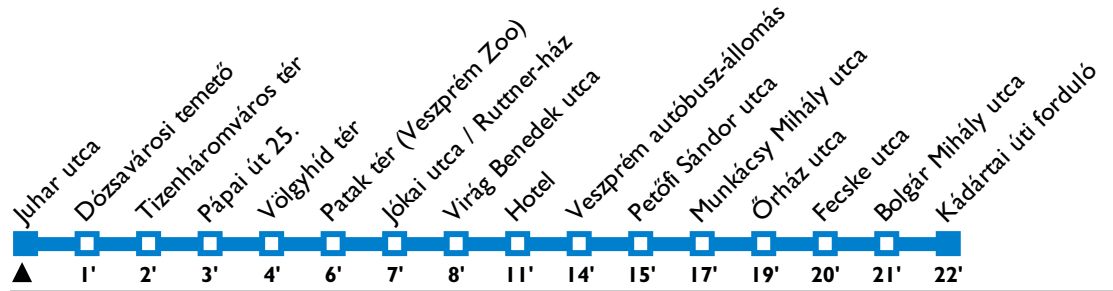 Juhar utca
Dózsavárosi temető
Tizenháromváros tér
Pápai út 25.
Völgyhíd tér
Patak tér (Veszprém Zoo)
Jókai utca / Ruttner-ház
Virág Benedek utca
Hotel
Veszprém autóbusz-állomás
Petőfi Sándor utca
Munkácsy Mihály utca
Őrház utca
Fecske utca
Bolgár Mihály utca
Kádártai úti forduló
1' 2' 3' 4' 6' 7' 8' 11' 14' 15' 17' 19' 20' 21' 22'